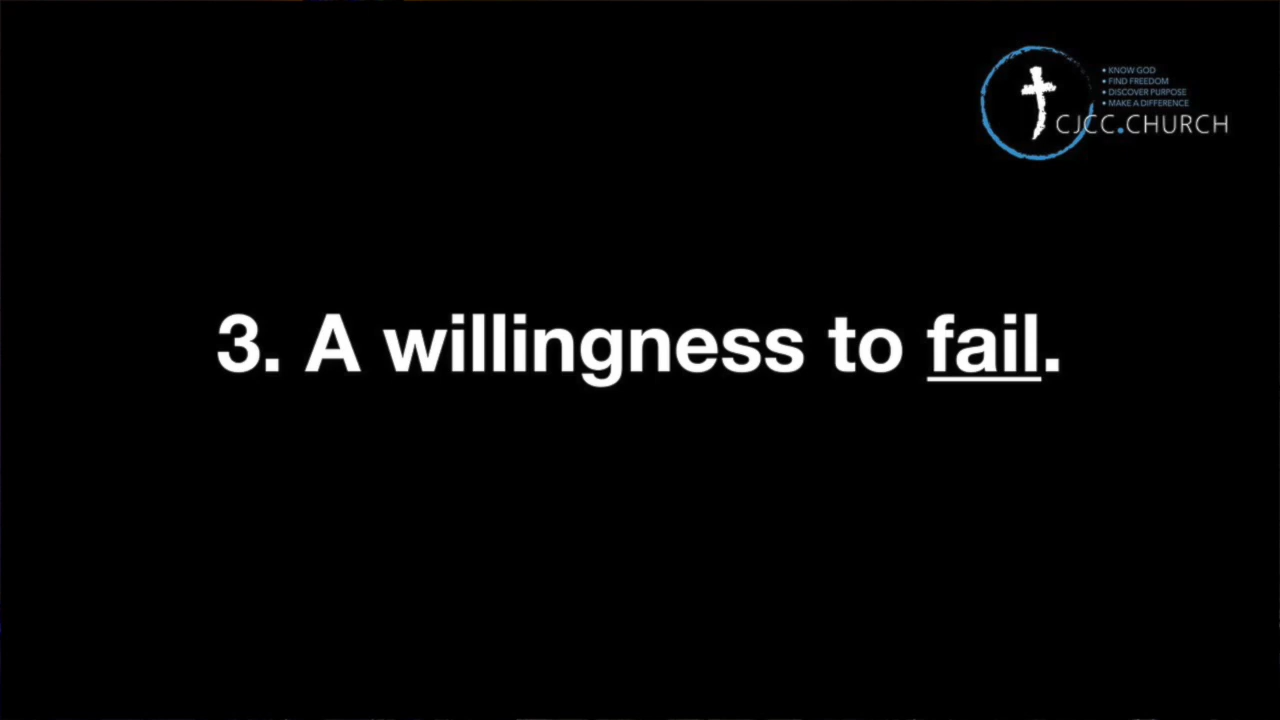 • KNOW GOD
• FIND FREEDOM
• DISCOVER PURPOSE
• MAKE A DIFFERENCE
CJCC.CHURCH
3. A willingness to fail.